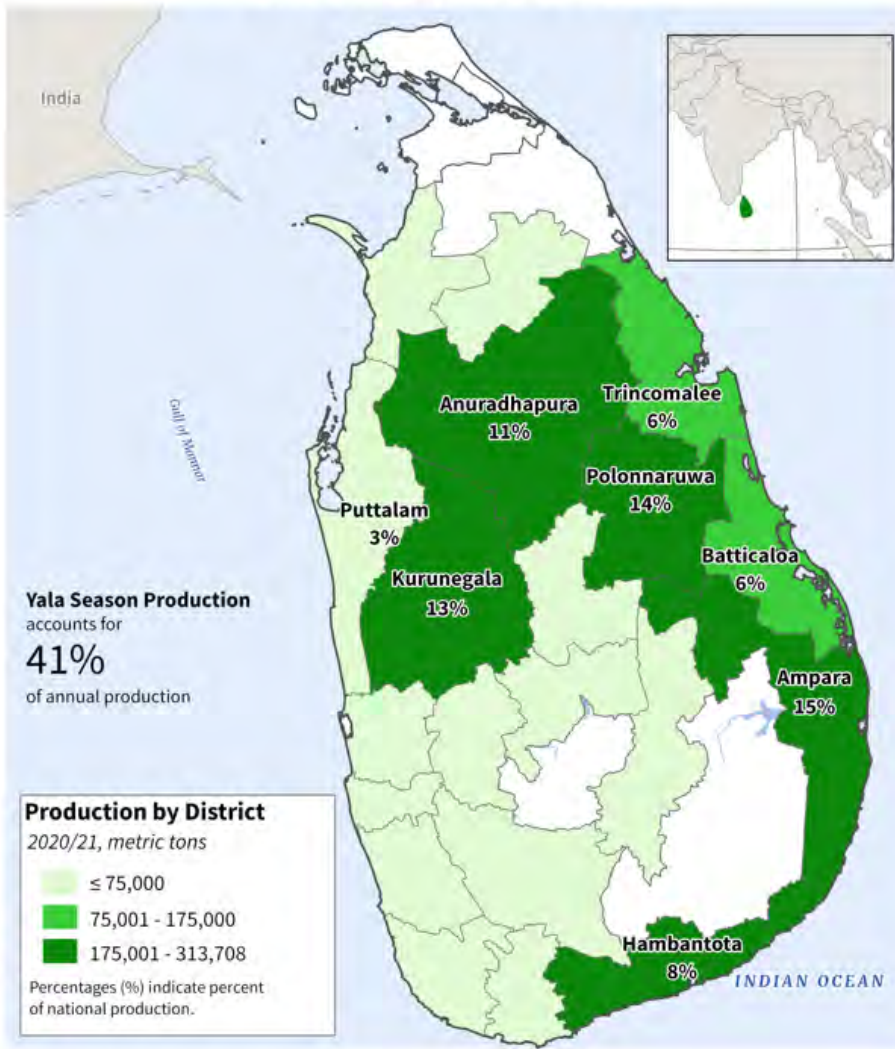 India
Gulf of Mannar
Anuradhapura
11%
Trincomalee
6%
Polonnaruwa
14%
Puttalam
3%
Batticaloa
6%
Kurunegala
13%
Yala Season Production
accounts for
41%
of annual production
Ampara
15%
Production by District
2020/21, metric tons
≤ 75,000
75,001 - 175,000
175,001 - 313,708
Percentages (%) indicate percent
of national production.
Hambantota
8%
INDIAN OCEAN